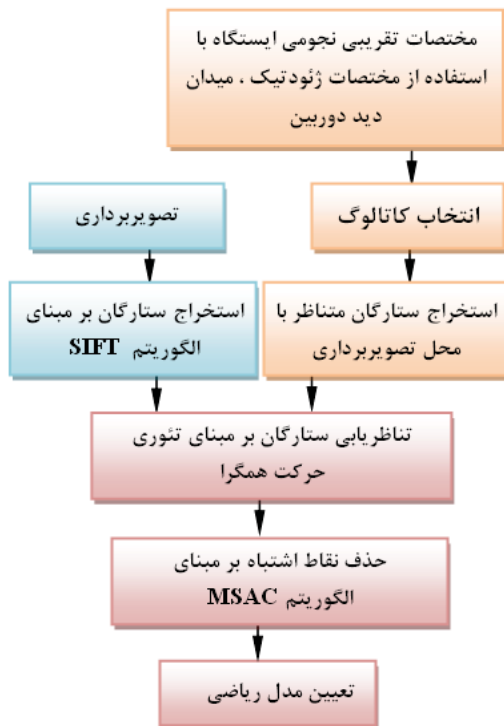 مختصات تقریبی نجومی ایستگاه با
استفاده از مختصات ژئودتیک ، میدان
دید دوربین
انتخاب کاتالوگ
تصویربرداری
استخراج ستارگان متناظر با
محل تصویربرداری
استخراج ستارگان بر مبنای
الگوریتم SIFT
تناظریابی ستارگان بر مبنای تئوری
حرکت همگرا
حذف نقاط اشتباه بر مبنای
الگوریتم MSAC
تعیین مدل ریاضی